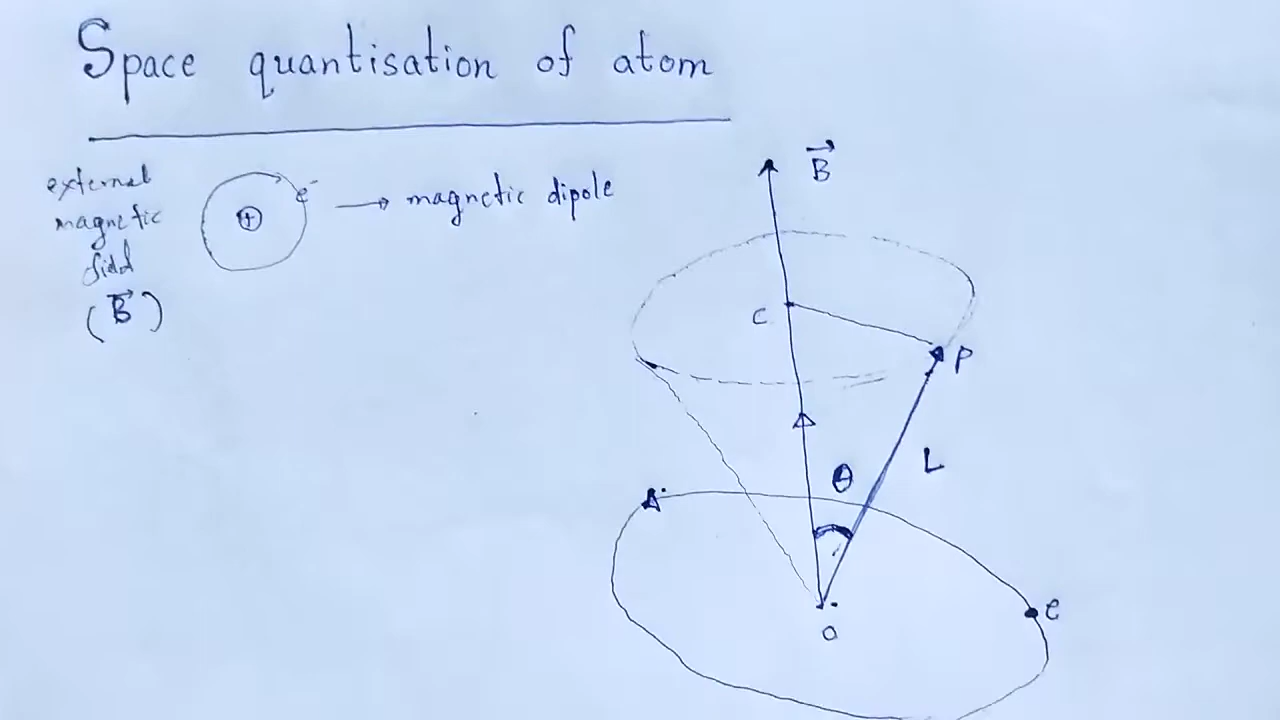 Space quantisation of atom
external
magnetic
field
(B⃗)
e⁻
+
→ magnetic dipole
B⃗
C
P
L
θ
e
O